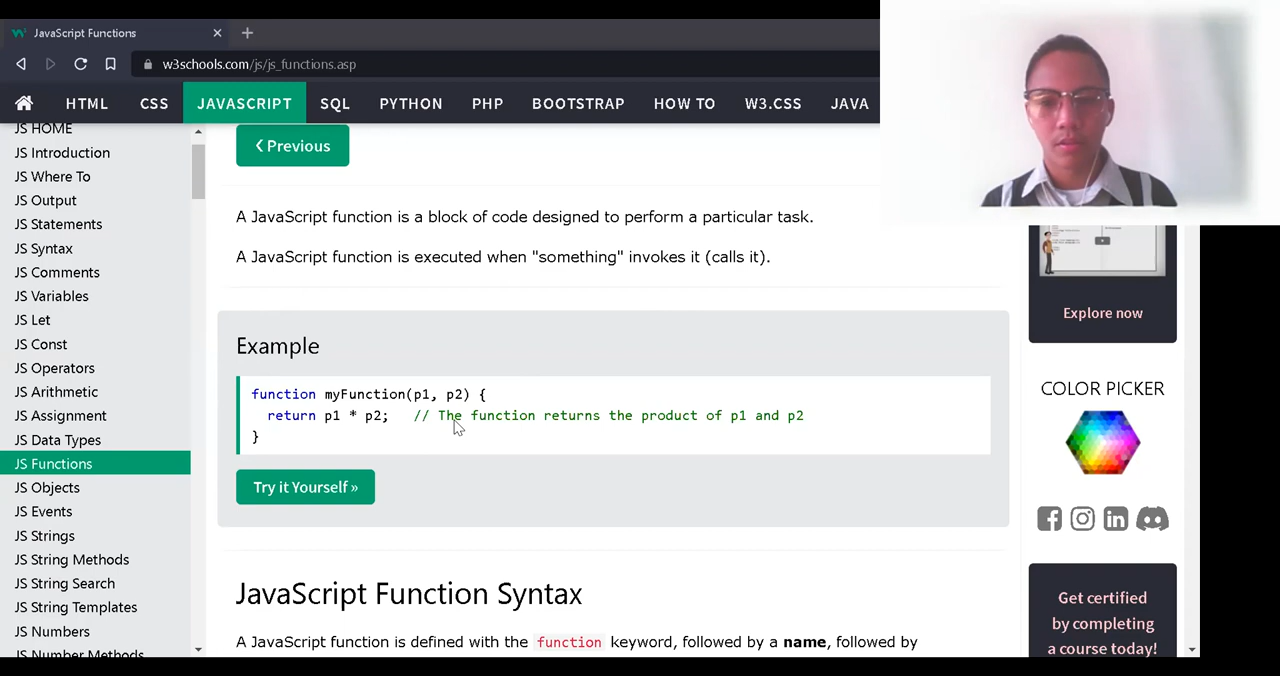 JavaScript Functions
w3schools.com/js/js_functions.asp
HTML CSS JAVASCRIPT SQL PYTHON PHP BOOTSTRAP HOW TO W3.CSS JAVA
JS HOME
JS Introduction
JS Where To
JS Output
JS Statements
JS Syntax
JS Comments
JS Variables
JS Let
JS Const
JS Operators
JS Arithmetic
JS Assignment
JS Data Types
JS Functions
JS Objects
JS Events
JS Strings
JS String Methods
JS String Search
JS String Templates
JS Numbers
JS Number Methods
❮ Previous
A JavaScript function is a block of code designed to perform a particular task.
A JavaScript function is executed when "something" invokes it (calls it).
Example
function myFunction(p1, p2) {
return p1 * p2;   // The function returns the product of p1 and p2
}
Try it Yourself »
JavaScript Function Syntax
A JavaScript function is defined with the function keyword, followed by a name, followed by
Explore now
COLOR PICKER
Get certified
by completing
a course today!